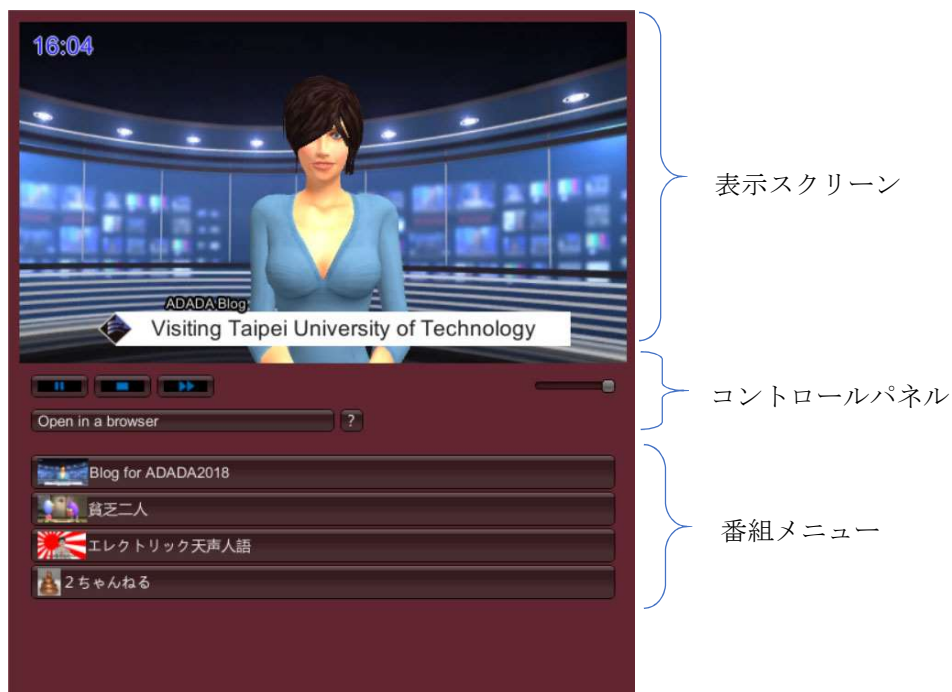 16:04
表示スクリーン
ADADA Blog
Visiting Taipei University of Technology
コントロールパネル
Open in a browser
?
Blog for ADADA2018
貧乏二人
番組メニュー
エレクトリック天声人語
２ちゃんねる